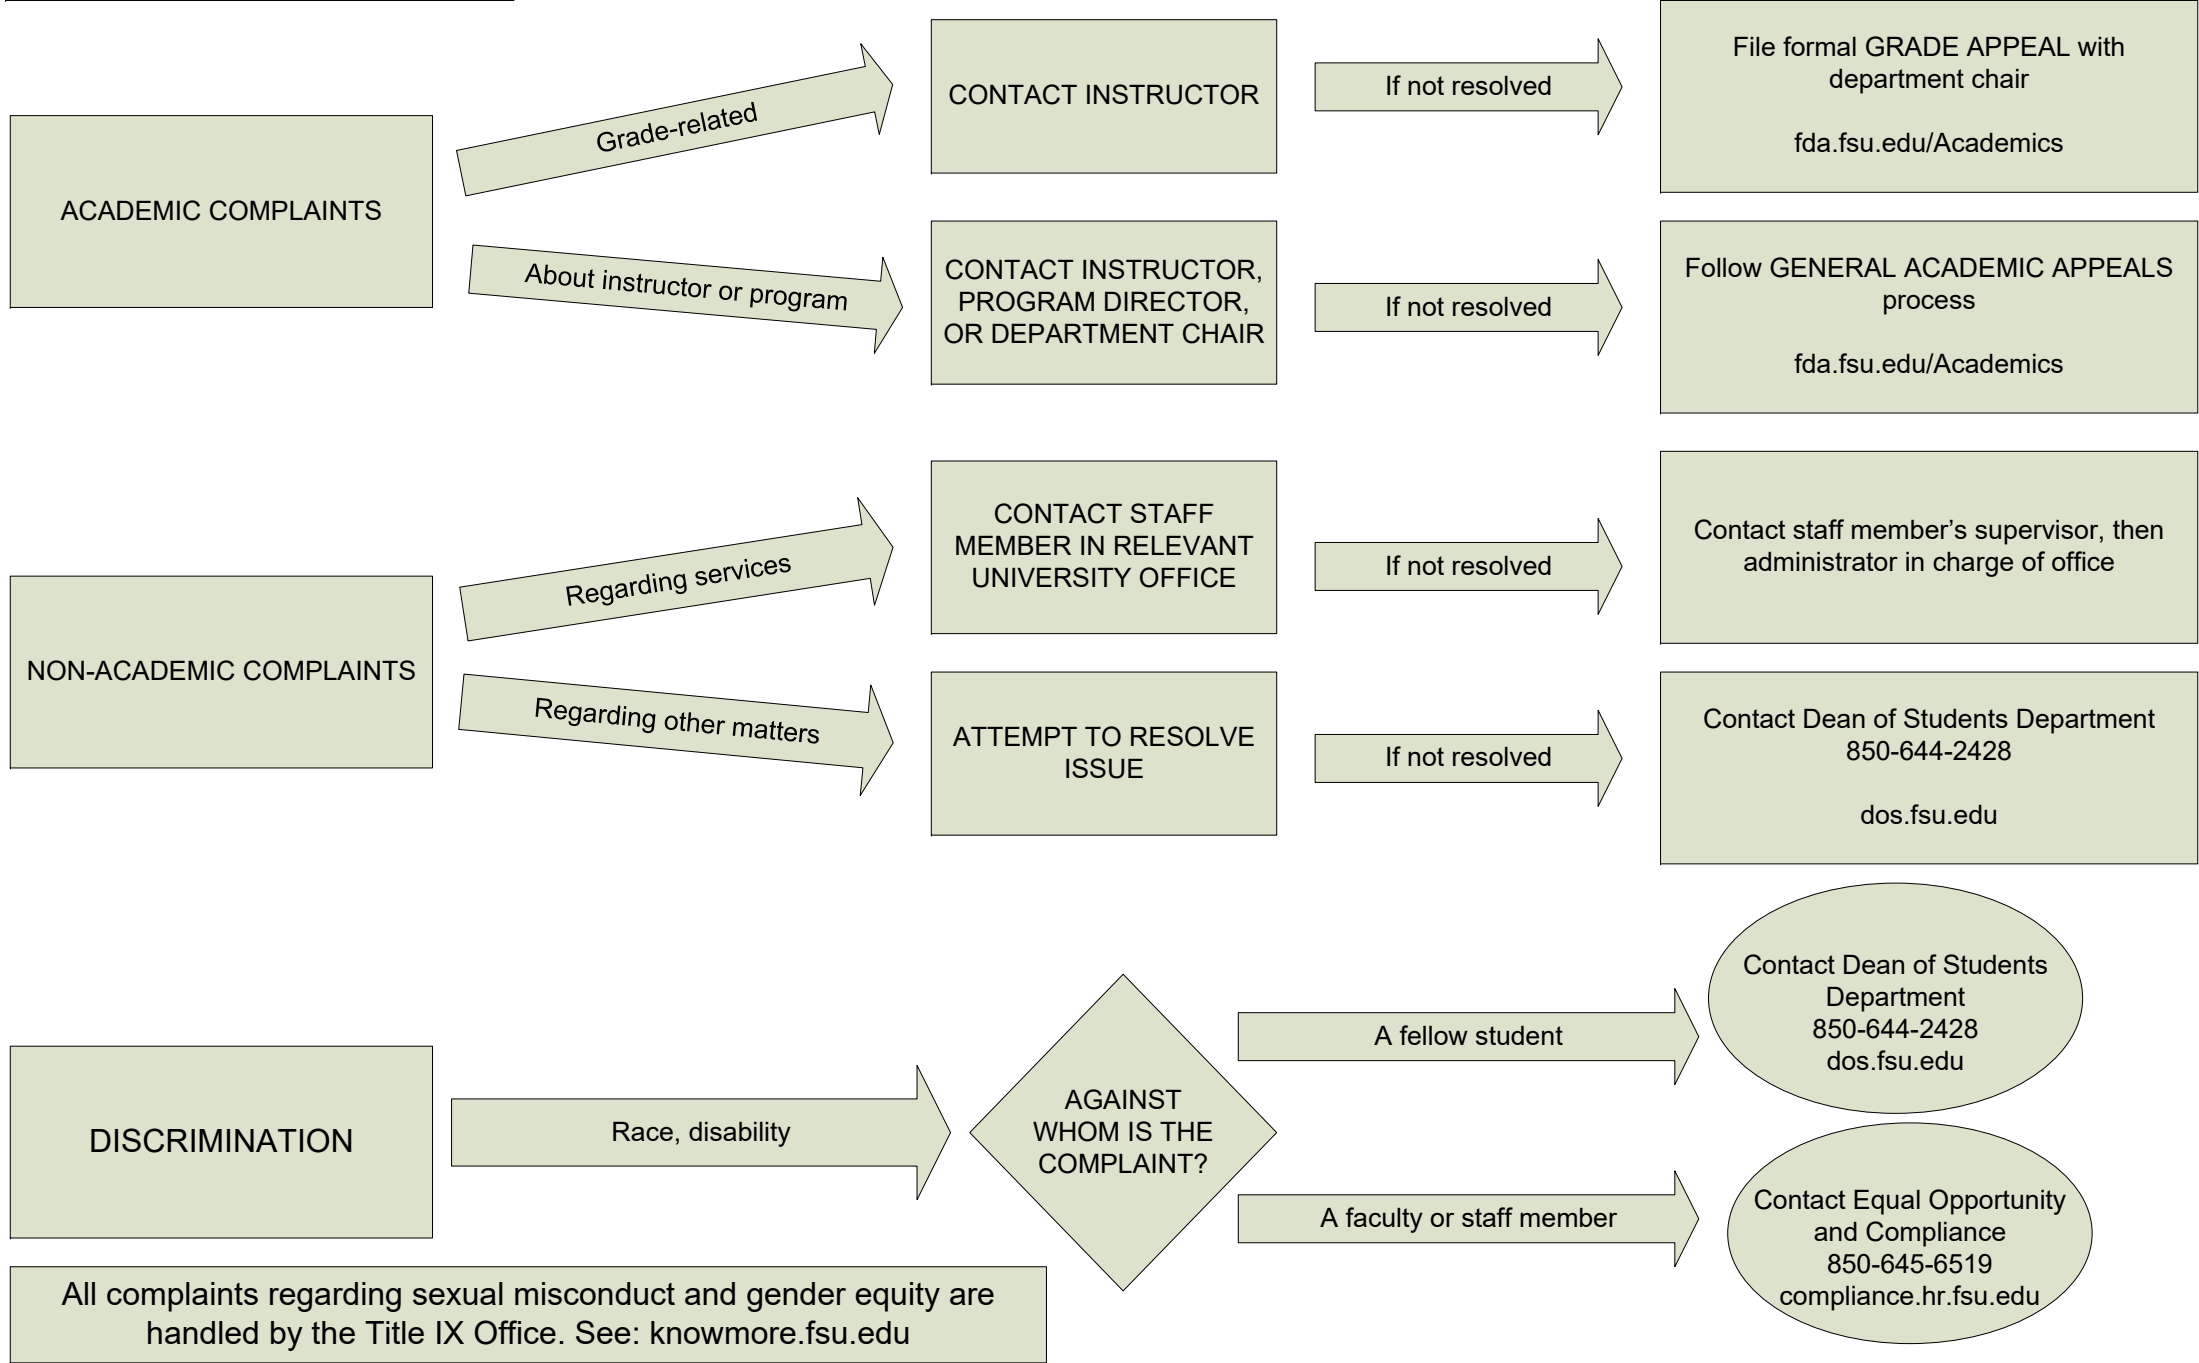 ACADEMIC COMPLAINTS
Grade-related
CONTACT INSTRUCTOR
If not resolved
File formal GRADE APPEAL with
department chair
fda.fsu.edu/Academics
About instructor or program
CONTACT INSTRUCTOR,
PROGRAM DIRECTOR,
OR DEPARTMENT CHAIR
If not resolved
Follow GENERAL ACADEMIC APPEALS
process
fda.fsu.edu/Academics
NON-ACADEMIC COMPLAINTS
Regarding services
CONTACT STAFF
MEMBER IN RELEVANT
UNIVERSITY OFFICE
If not resolved
Contact staff member’s supervisor, then
administrator in charge of office
Regarding other matters
ATTEMPT TO RESOLVE
ISSUE
If not resolved
Contact Dean of Students Department
850-644-2428
dos.fsu.edu
DISCRIMINATION
Race, disability
AGAINST
WHOM IS THE
COMPLAINT?
A fellow student
Contact Dean of Students
Department
850-644-2428
dos.fsu.edu
A faculty or staff member
Contact Equal Opportunity
and Compliance
850-645-6519
compliance.hr.fsu.edu
All complaints regarding sexual misconduct and gender equity are
handled by the Title IX Office. See: knowmore.fsu.edu